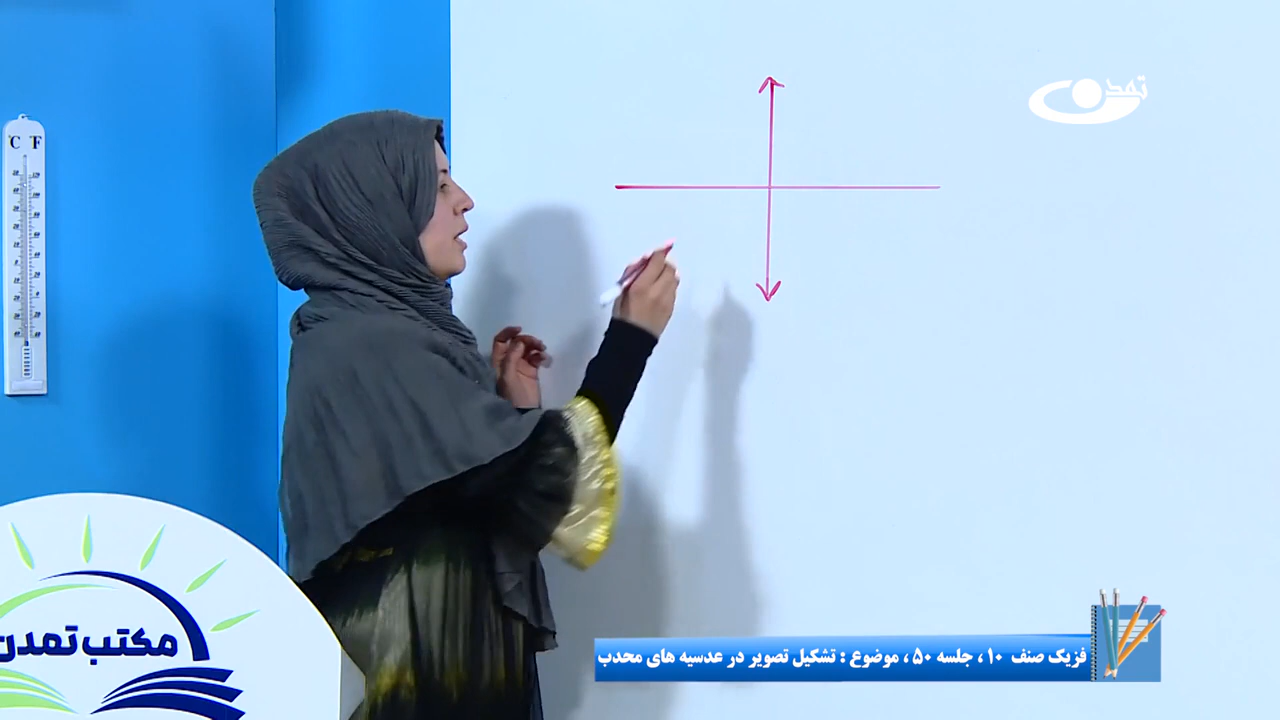 تمدن
C F
مکتب تمدن
فزیک صنف ۱۰ ، جلسه ۵۰ ، موضوع : تشکیل تصویر در عدسیه های محدب